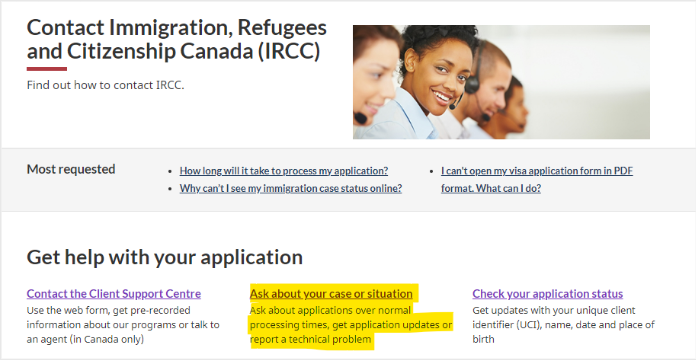 Contact Immigration, Refugees
and Citizenship Canada (IRCC)
Find out how to contact IRCC.
Most requested
• How long will it take to process my application?
• Why can't I see my immigration case status online?
• I can't open my visa application form in PDF
format. What can I do?
Get help with your application
Contact the Client Support Centre
Use the web form, get pre-recorded
information about our programs or talk to
an agent (in Canada only)
Ask about your case or situation
Ask about applications over normal
processing times, get application updates or
report a technical problem
Check your application status
Get updates with your unique client
identifier (UCI), name, date and place of
birth